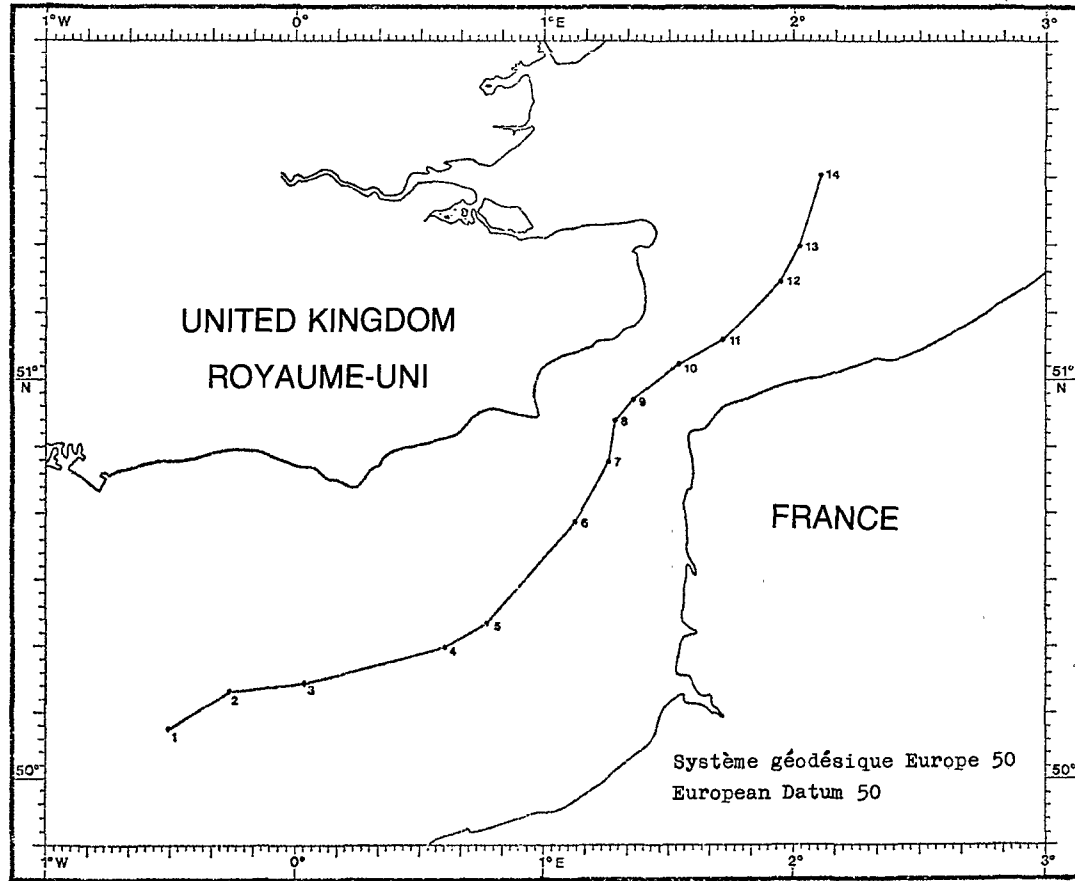 1°W 0° 1°E 2° 3°
14
13
12
UNITED KINGDOM
11
ROYAUME-UNI
10
51°
N
51°
N
9
8
7
6
FRANCE
5
4
3
2
1
Système géodésique Europe 50
50°
50°
European Datum 50
1°W 0° 1°E 2° 3°